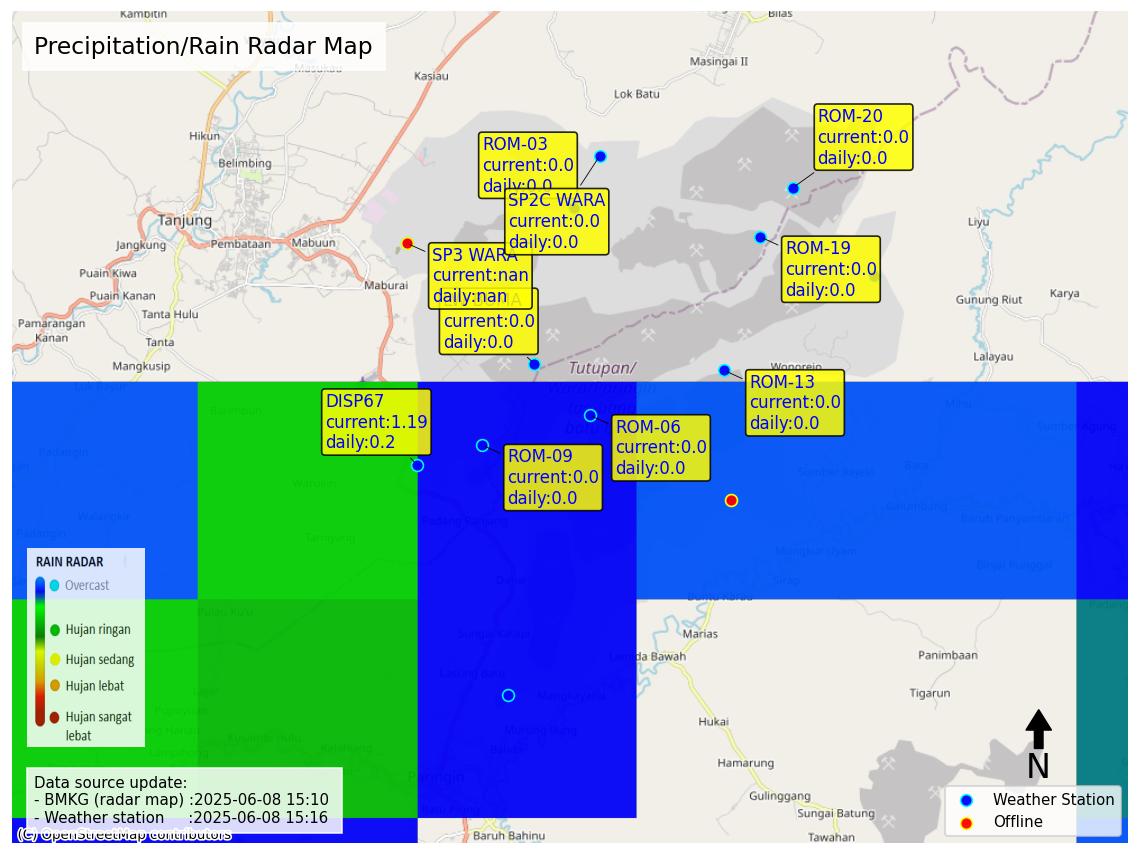 Kambitin
Bilas
Precipitation/Rain Radar Map
Masingai II
Kasiau
Lok Batu
Hikun
Belimbing
ROM-20
current:0.0
daily:0.0
ROM-03
current:0.0
daily:0.0
SP2C WARA
current:0.0
daily:0.0
Tanjung
Jangkung
Pembataan
Mabuun
Liyu
ROM-19
current:0.0
daily:0.0
SP3 WARA
current:nan
daily:nan
current:0.0
daily:0.0
Puain Kiwa
Puain Kanan
Maburai
Tanta Hulu
Gunung Riut
Karya
Pamarangan
Kanan
Tanta
Mangkusip
Lalayau
Tutupan/
Wonorejo
ROM-13
current:0.0
daily:0.0
DISP67
current:1.19
daily:0.2
ROM-06
current:0.0
daily:0.0
ROM-09
current:0.0
daily:0.0
Padang Panjang
Dahai
RAIN RADAR
Overcast
Hujan ringan
Hujan sedang
Hujan lebat
Hujan sangat
lebat
Marias
Lamida Bawah
Panimbaan
Tigarun
Hukai
Hamarung
Gulinggang
Sungai Batung
Tawahan
Paringin
Baruh Bahinu
Data source update:
- BMKG (radar map) :2025-06-08 15:10
- Weather station :2025-06-08 15:16
(C) OpenStreetMap contributors
N
Weather Station
Offline